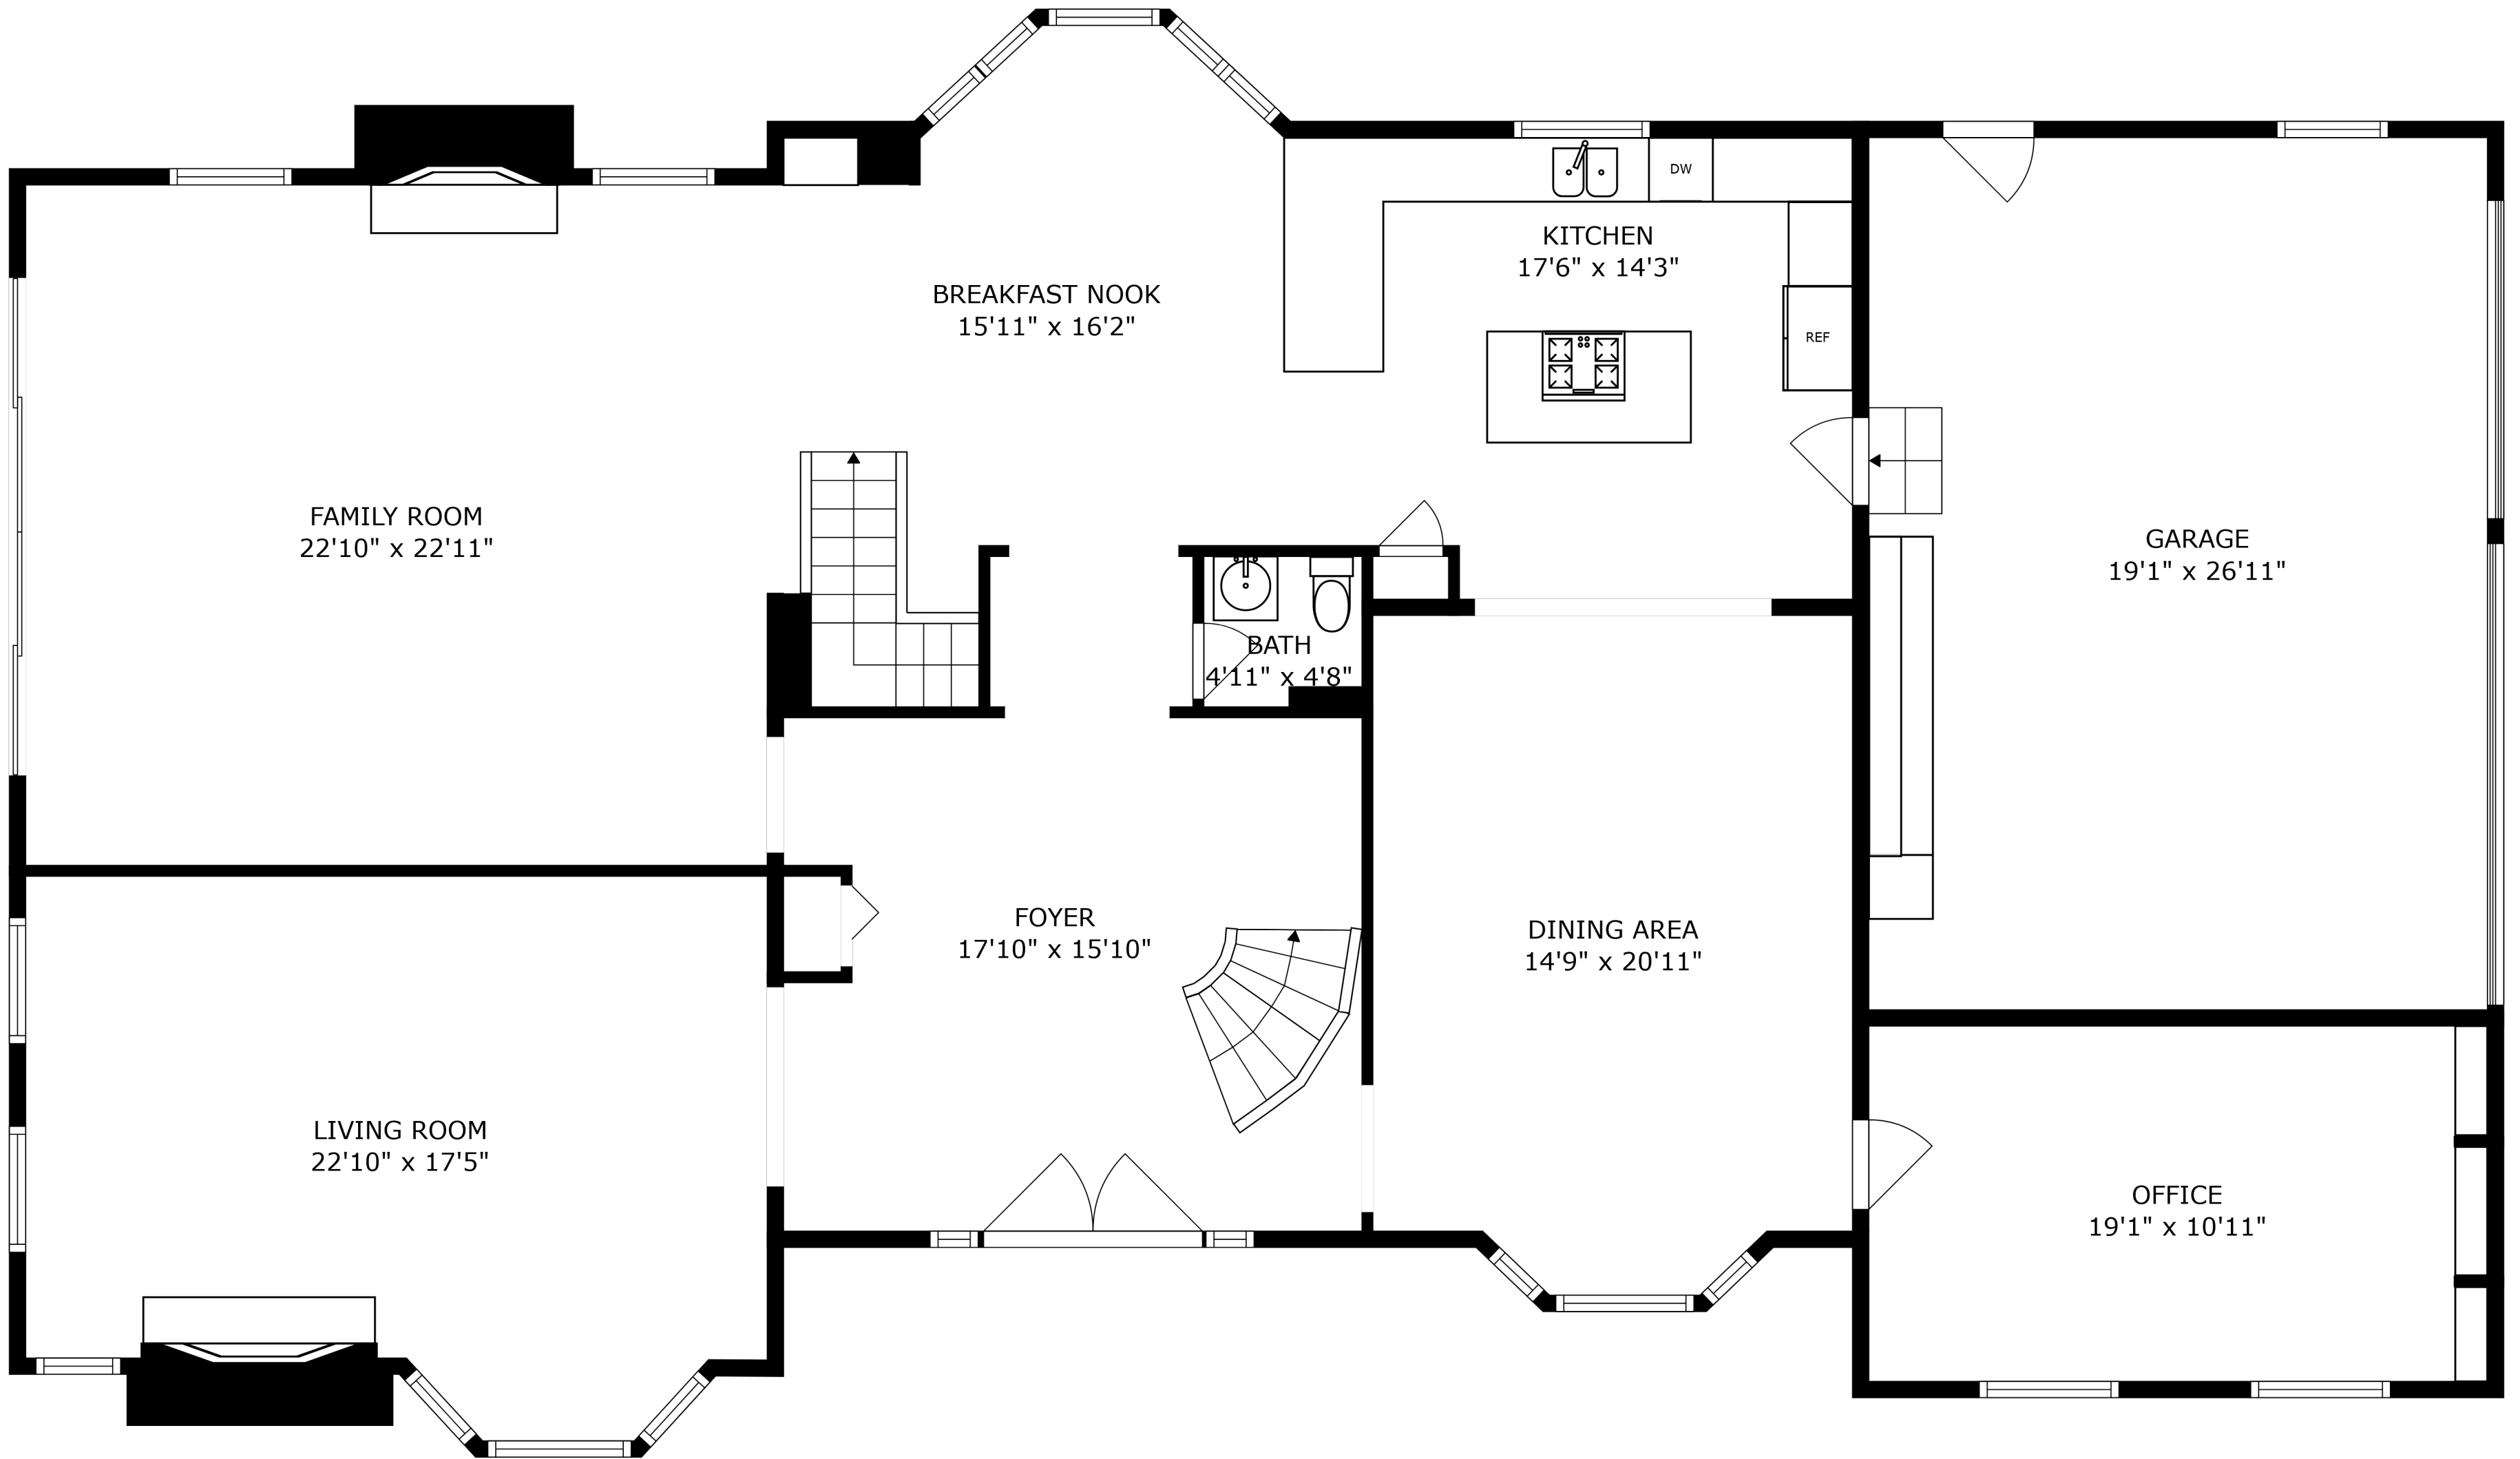 DW
KITCHEN
17'6" x 14'3"
BREAKFAST NOOK
15'11" x 16'2"
REF
FAMILY ROOM
22'10" x 22'11"
GARAGE
19'1" x 26'11"
BATH
4'11" x 4'8"
FOYER
17'10" x 15'10"
DINING AREA
14'9" x 20'11"
LIVING ROOM
22'10" x 17'5"
OFFICE
19'1" x 10'11"